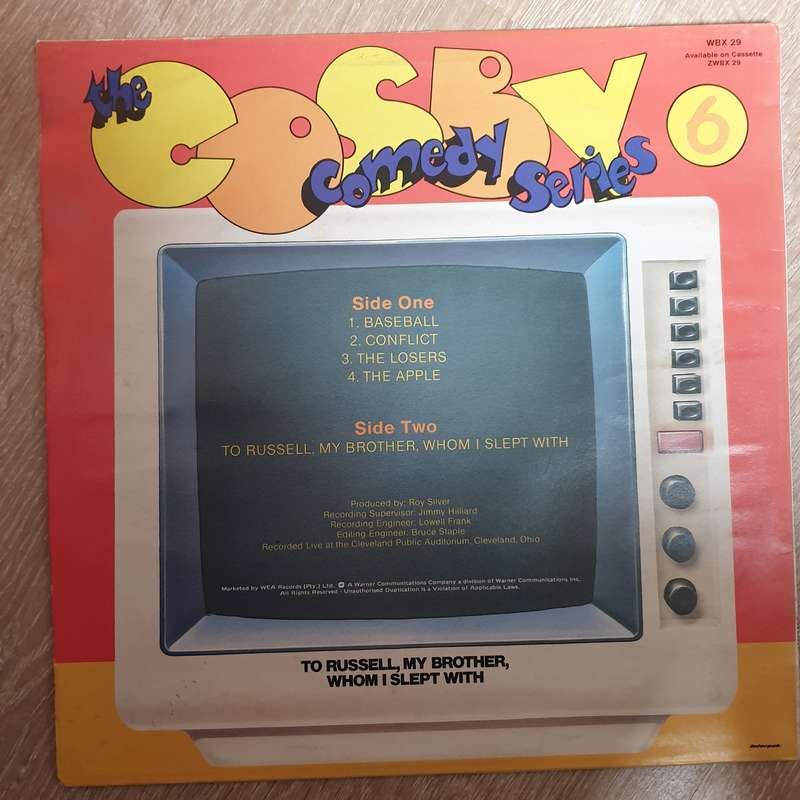 WBX 29
Available on Cassette
ZWBX 29
the COSBY
comedy series
6
Side One
1. BASEBALL
2. CONFLICT
3. THE LOSERS
4. THE APPLE
Side Two
TO RUSSELL, MY BROTHER, WHOM I SLEPT WITH
Produced by: Roy Silver
Recording Supervisor: Jimmy Hilliard
Recording Engineer: Lowell Frank
Editing Engineer: Bruce Staple
Recorded Live at the Cleveland Public Auditorium, Cleveland, Ohio
Marketed by WEA Records (Pty.) Ltd. A Warner Communications Company a division of Warner Communications Inc.
All Rights Reserved - Unauthorised Duplication is a Violation of Applicable Laws.
TO RUSSELL, MY BROTHER,
WHOM I SLEPT WITH
interpak